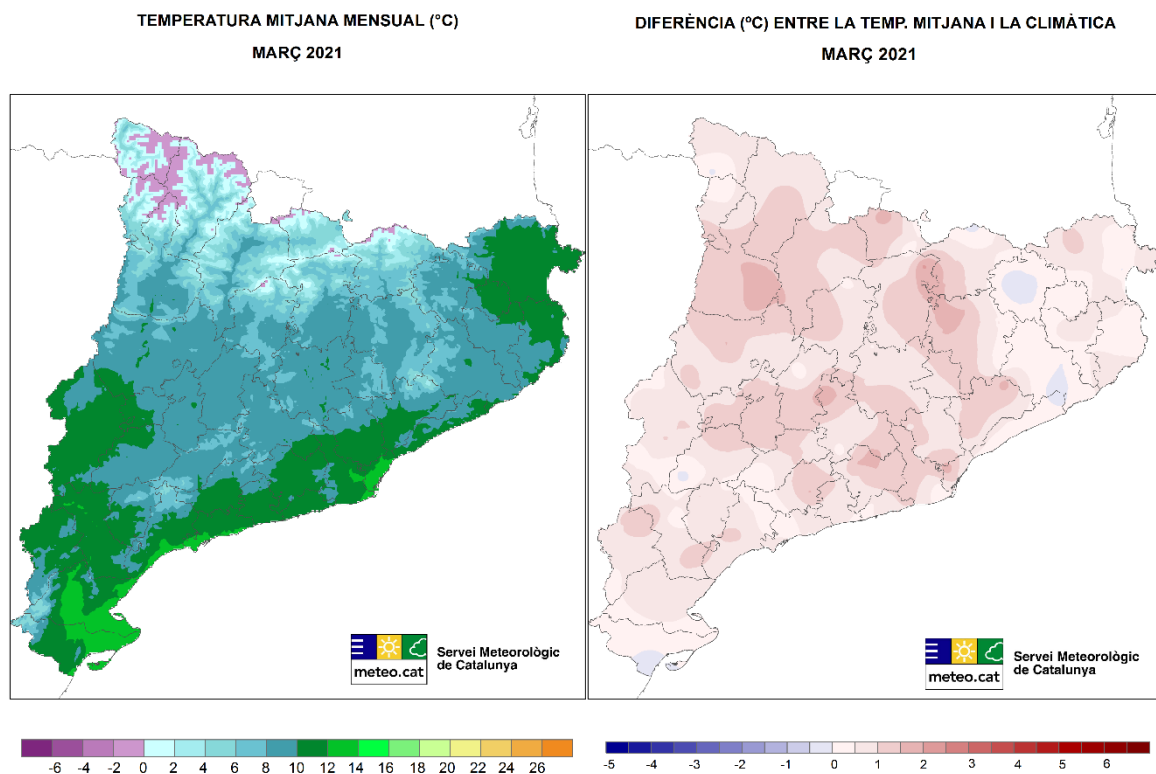 TEMPERATURA MITJANA MENSUAL (°C)
MARÇ 2021
DIFERÈNCIA (ºC) ENTRE LA TEMP. MITJANA I LA CLIMÀTICA
MARÇ 2021
meteo.cat
Servei Meteorològic
de Catalunya
meteo.cat
Servei Meteorològic
de Catalunya
-6 -4 -2 0 2 4 6 8 10 12 14 16 18 20 22 24 26
-5 -4 -3 -2 -1 0 1 2 3 4 5 6